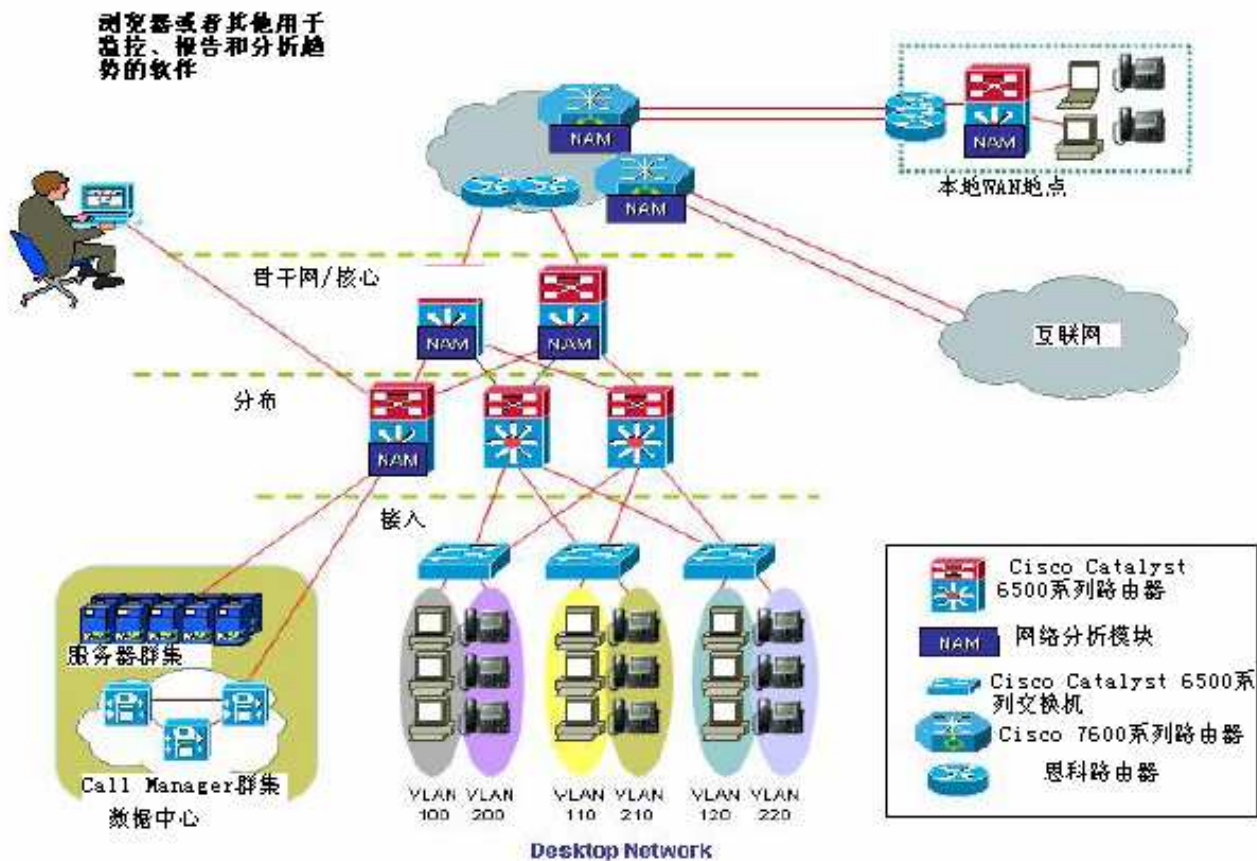 浏览器或者其他用于
监控、报告和分析趋
势的软件
NAM
NAM
NAM
本地WAN地点
骨干网/核心
互联网
NAM
NAM
分布
NAM
接入
服务器群集
Call Manager群集
数据中心
VLAN 100
VLAN 200
VLAN 110
VLAN 210
VLAN 120
VLAN 220
Desktop Network
Cisco Catalyst
6500系列路由器
NAM 网络分析模块
Cisco Catalyst 6500系
列交换机
Cisco 7600系列路由器
思科路由器